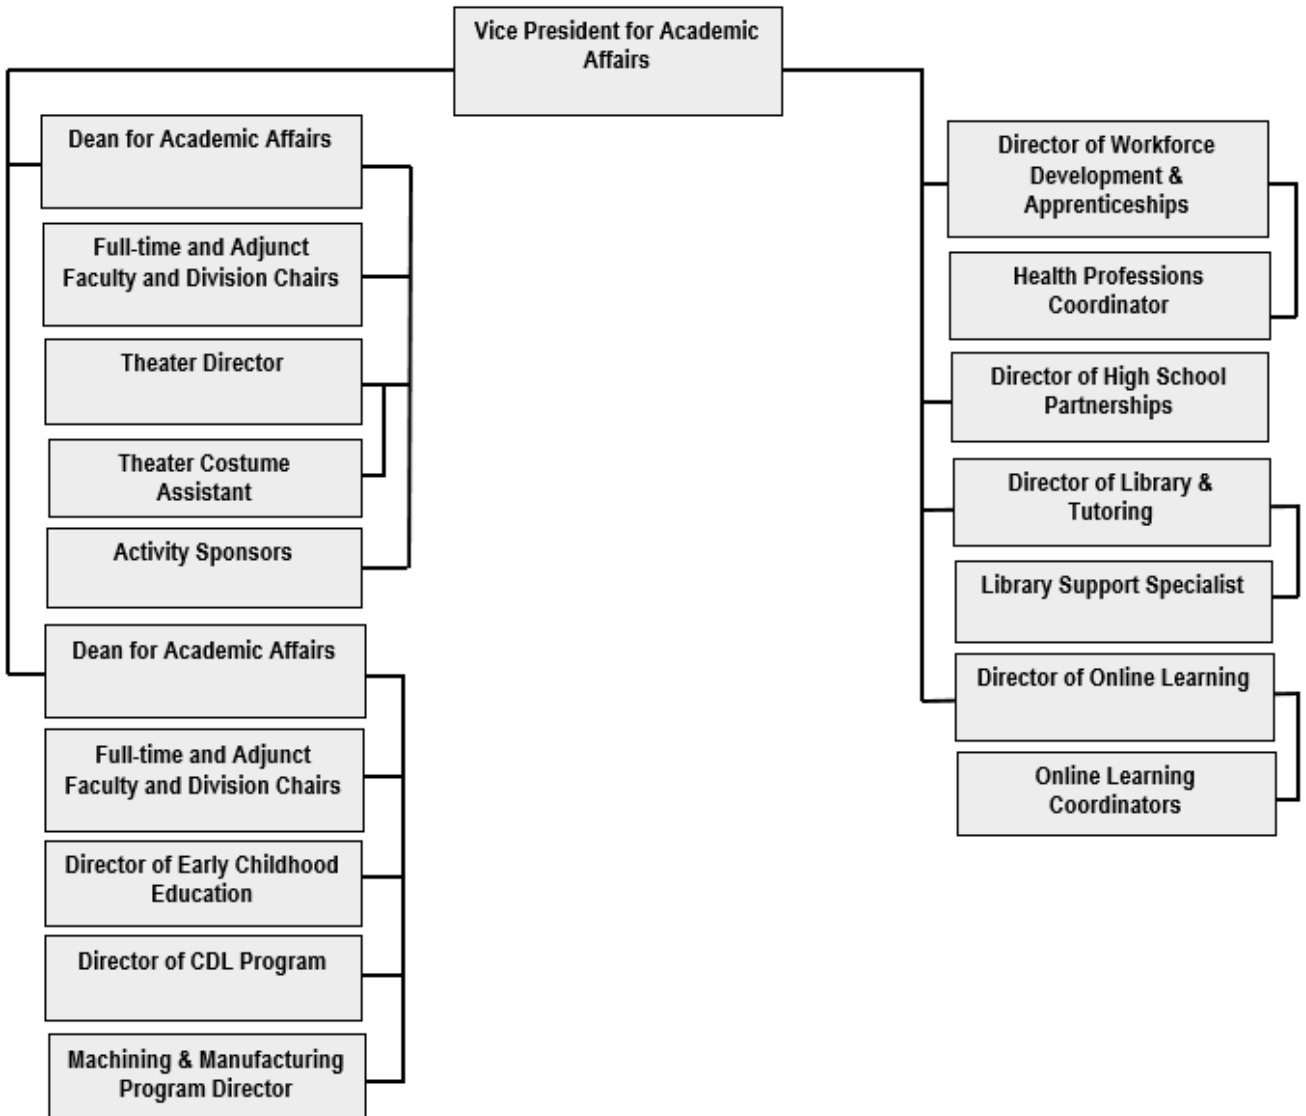 Vice President for Academic
Affairs
Dean for Academic Affairs
Full-time and Adjunct
Faculty and Division Chairs
Theater Director
Theater Costume
Assistant
Activity Sponsors
Dean for Academic Affairs
Full-time and Adjunct
Faculty and Division Chairs
Director of Early Childhood
Education
Director of CDL Program
Machining & Manufacturing
Program Director
Director of Workforce
Development &
Apprenticeships
Health Professions
Coordinator
Director of High School
Partnerships
Director of Library &
Tutoring
Library Support Specialist
Director of Online Learning
Online Learning
Coordinators